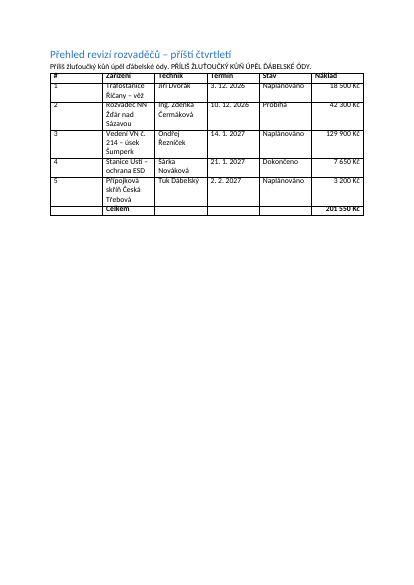 Přehled revizí rozvaděčů – příští čtvrtletí
Příliš žluťoučký kůň úpěl ďábelské ódy. PŘÍLIŠ ŽLUŤOUČKÝ KŮŇ ÚPĚL ĎÁBELSKÉ ÓDY.
# Zařízení Technik Termín Stav Náklad
1 Trafostanice Jiří Dvořák 3. 12. 2026 Naplánováno 18 500 Kč
Říčany – věž
2 Rozvaděč NN Ing. Zdeňka 10. 12. 2026 Probíhá 42 300 Kč
Žďár nad Čermáková
Sázavou
3 Vedení VN č. Ondřej 14. 1. 2027 Naplánováno 129 900 Kč
214 – úsek Řezníček
Šumperk
4 Stanice Ústí – Šárka 21. 1. 2027 Dokončeno 7 650 Kč
ochrana ESD Nováková
5 Přípojková Ťuk Ďábelský 2. 2. 2027 Naplánováno 3 200 Kč
skříň Česká
Třebová
Celkem 201 550 Kč